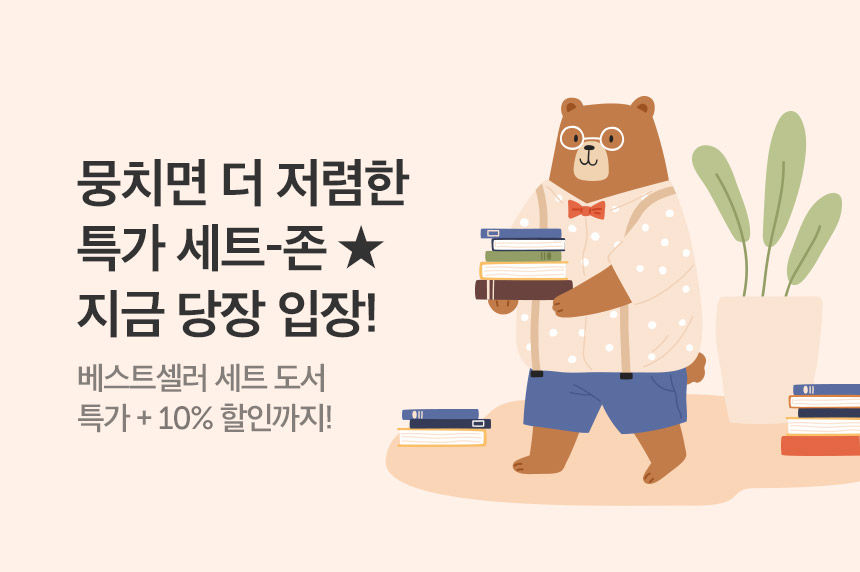 뭉치면 더 저렴한
특가 세트-존 ★
지금 당장 입장!
베스트셀러 세트 도서
특가 + 10% 할인까지!